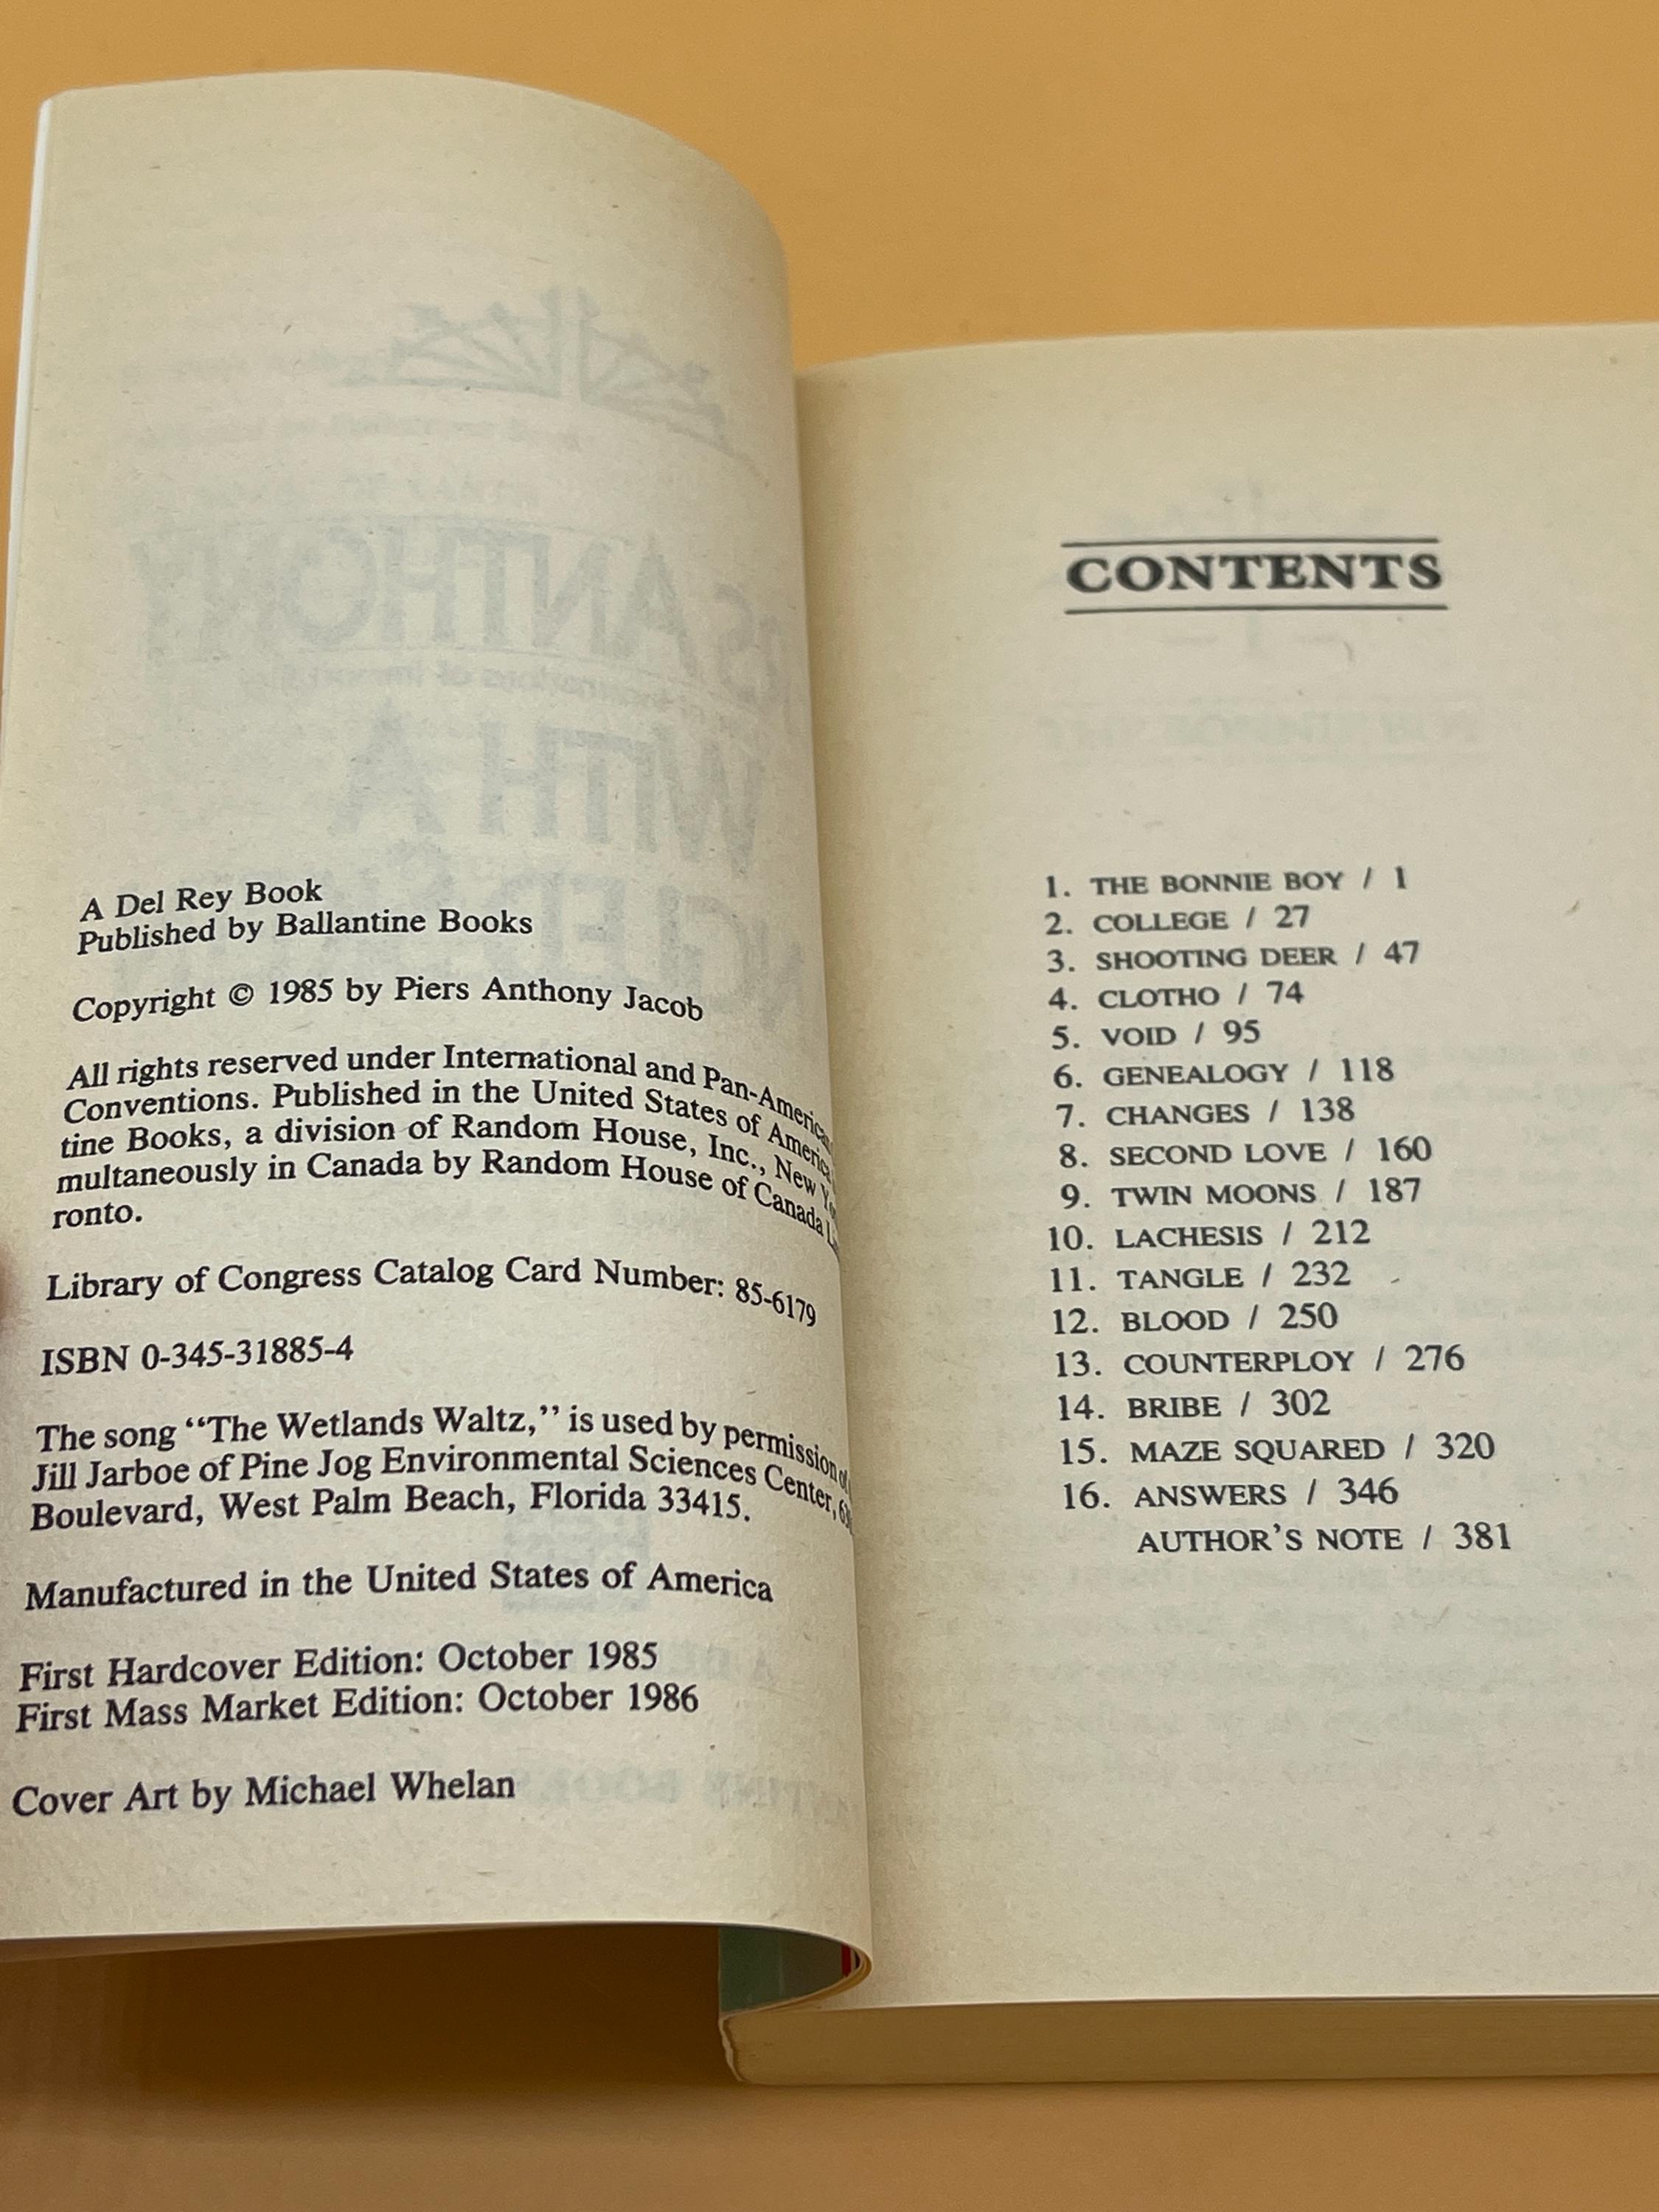 A Del Rey Book
Published by Ballantine Books
Copyright © 1985 by Piers Anthony Jacob
All rights reserved under International and Pan-American
Conventions. Published in the United States of America
tine Books, a division of Random House, Inc., New
multaneously in Canada by Random House of Canada
ronto.
Library of Congress Catalog Card Number: 85-6179
ISBN 0-345-31885-4
The song “The Wetlands Waltz,” is used by permission of
Jill Jarboe of Pine Jog Environmental Sciences Center,
Boulevard, West Palm Beach, Florida 33415.
Manufactured in the United States of America
First Hardcover Edition: October 1985
First Mass Market Edition: October 1986
Cover Art by Michael Whelan
CONTENTS
1. THE BONNIE BOY / 1
2. COLLEGE / 27
3. SHOOTING DEER / 47
4. CLOTHO / 74
5. VOID / 95
6. GENEALOGY / 118
7. CHANGES / 138
8. SECOND LOVE / 160
9. TWIN MOONS / 187
10. LACHESIS / 212
11. TANGLE / 232
12. BLOOD / 250
13. COUNTERPLOY / 276
14. BRIBE / 302
15. MAZE SQUARED / 320
16. ANSWERS / 346
AUTHOR’S NOTE / 381